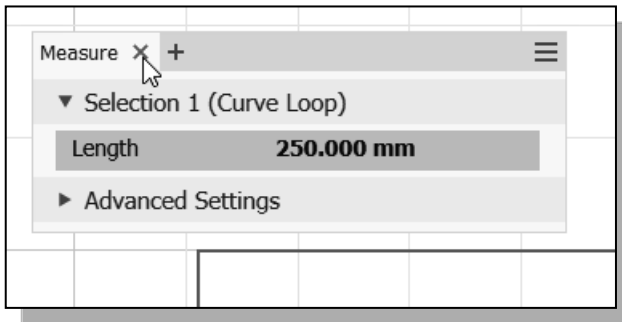 Measure × +
Selection 1 (Curve Loop)
Length 250.000 mm
Advanced Settings